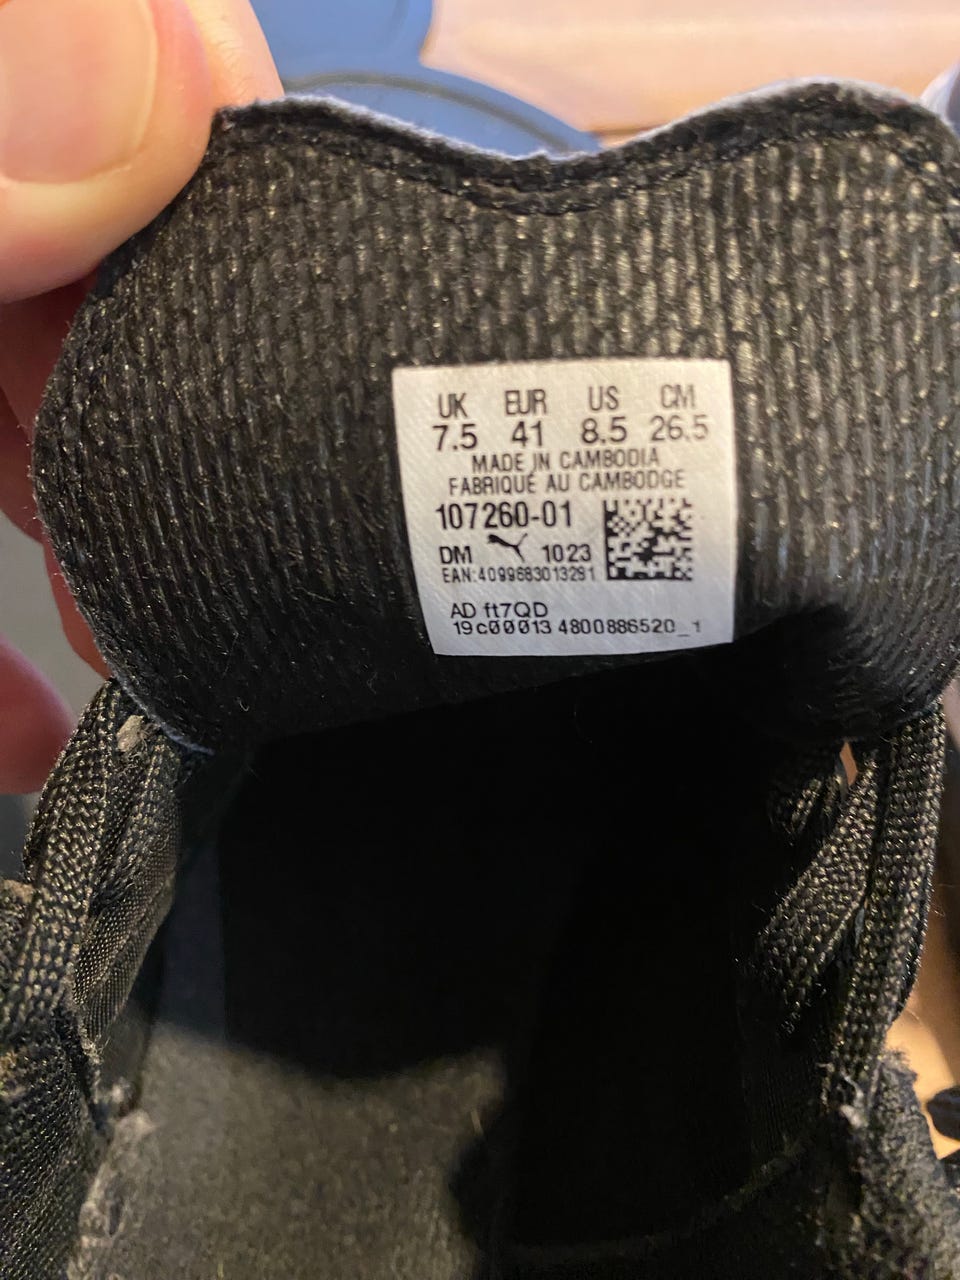 UK EUR US CM
7.5 41 8.5 26.5
MADE IN CAMBODIA
FABRIQUÉ AU CAMBODGE
107260-01
DM 1023
EAN:4099683013291
AD ft7QD
19c00013 4800886520_1